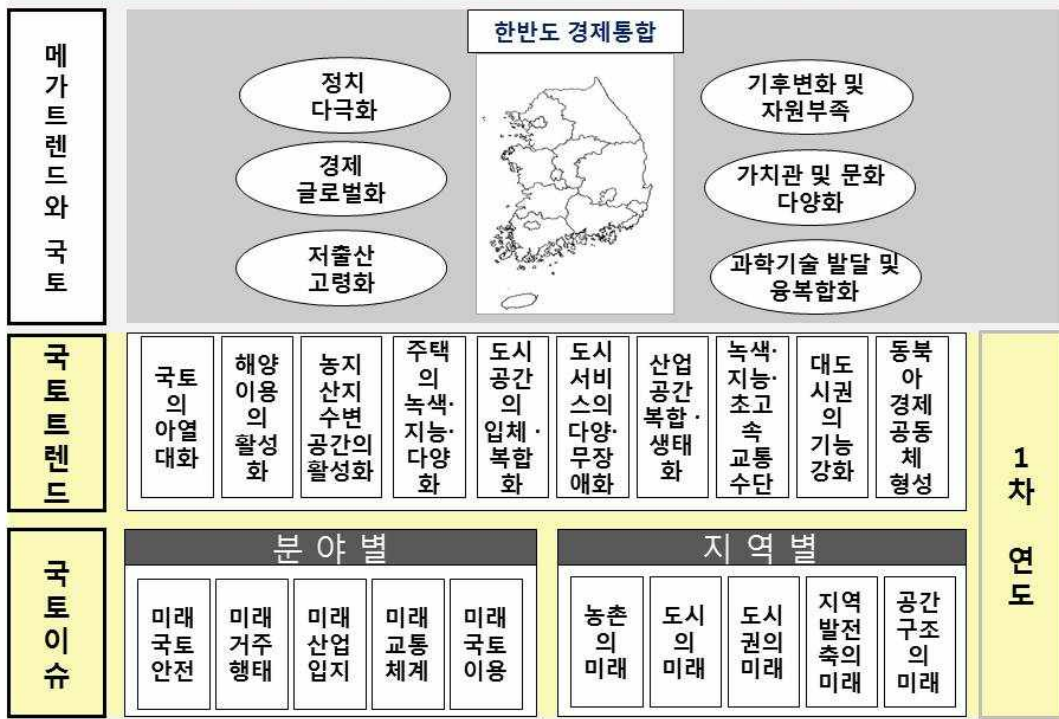 메
가
트
렌
드
와
국
토
한반도 경제통합
정치
다극화
경제
글로벌화
저출산
고령화
기후변화 및
자원부족
가치관 및 문화
다양화
과학기술 발달 및
융복합화
국
토
트
렌
드
국토
의
아열
대화
해양
이용
의
활성
화
농지
산지
수변
공간의
활성화
주택
의
녹색·
지능·
다양
화
도시
공간
의
입체·
복합
화
도시
서비
스의
다양·
무장
애화
산업
공간
복합·
생태
화
녹색·
지능·
초고
속
교통
수단
대도
시권
의
기능
강화
동북
아
경제
공동
체
형성
국
토
이
슈
분야별
미래
국토
안전
미래
거주
행태
미래
산업
입지
미래
교통
체계
미래
국토
이용
지역별
농촌
의
미래
도시
의
미래
도시
권의
미래
지역
발전
축의
미래
공간
구조
의
미래
1
차
연
도